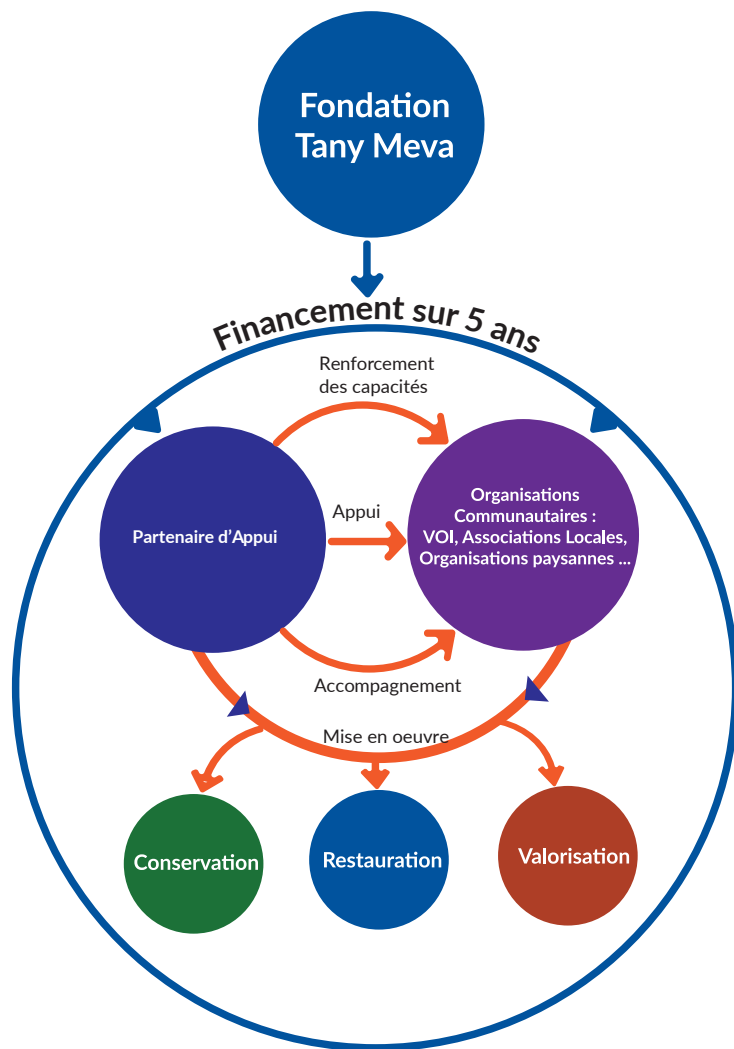 Fondation
Tany Meva
Financement sur 5 ans
Renforcement
des capacités
Partenaire d'Appui
Appui
Organisations
Communautaires :
VOI, Associations Locales,
Organisations paysannes ...
Accompagnement
Mise en oeuvre
Conservation
Restauration
Valorisation